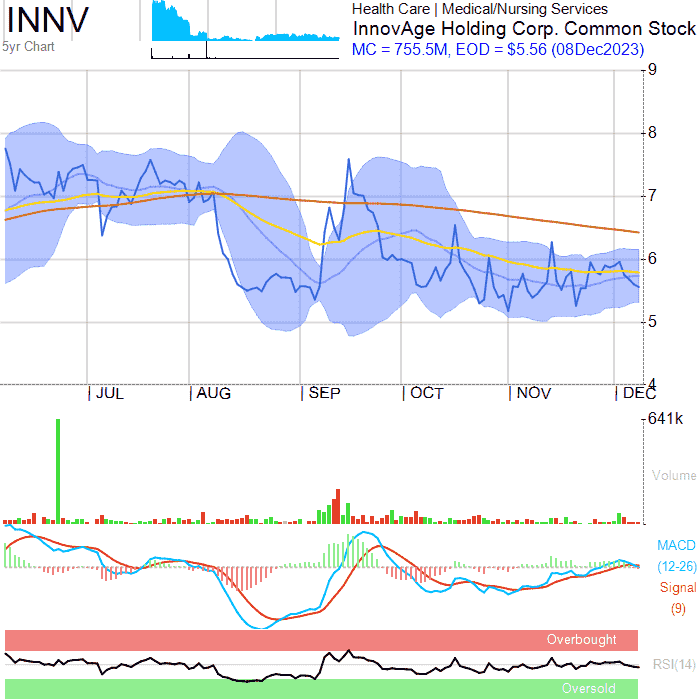 INNV
5yr Chart
Health Care | Medical/Nursing Services
InnovAge Holding Corp. Common Stock
MC = 755.5M, EOD = $5.56 (08Dec2023)
9
8
7
6
5
4
JUL
AUG
SEP
OCT
NOV
DEC
641k
Volume
MACD
(12-26)
Signal
(9)
Overbought
RSI(14)
Oversold